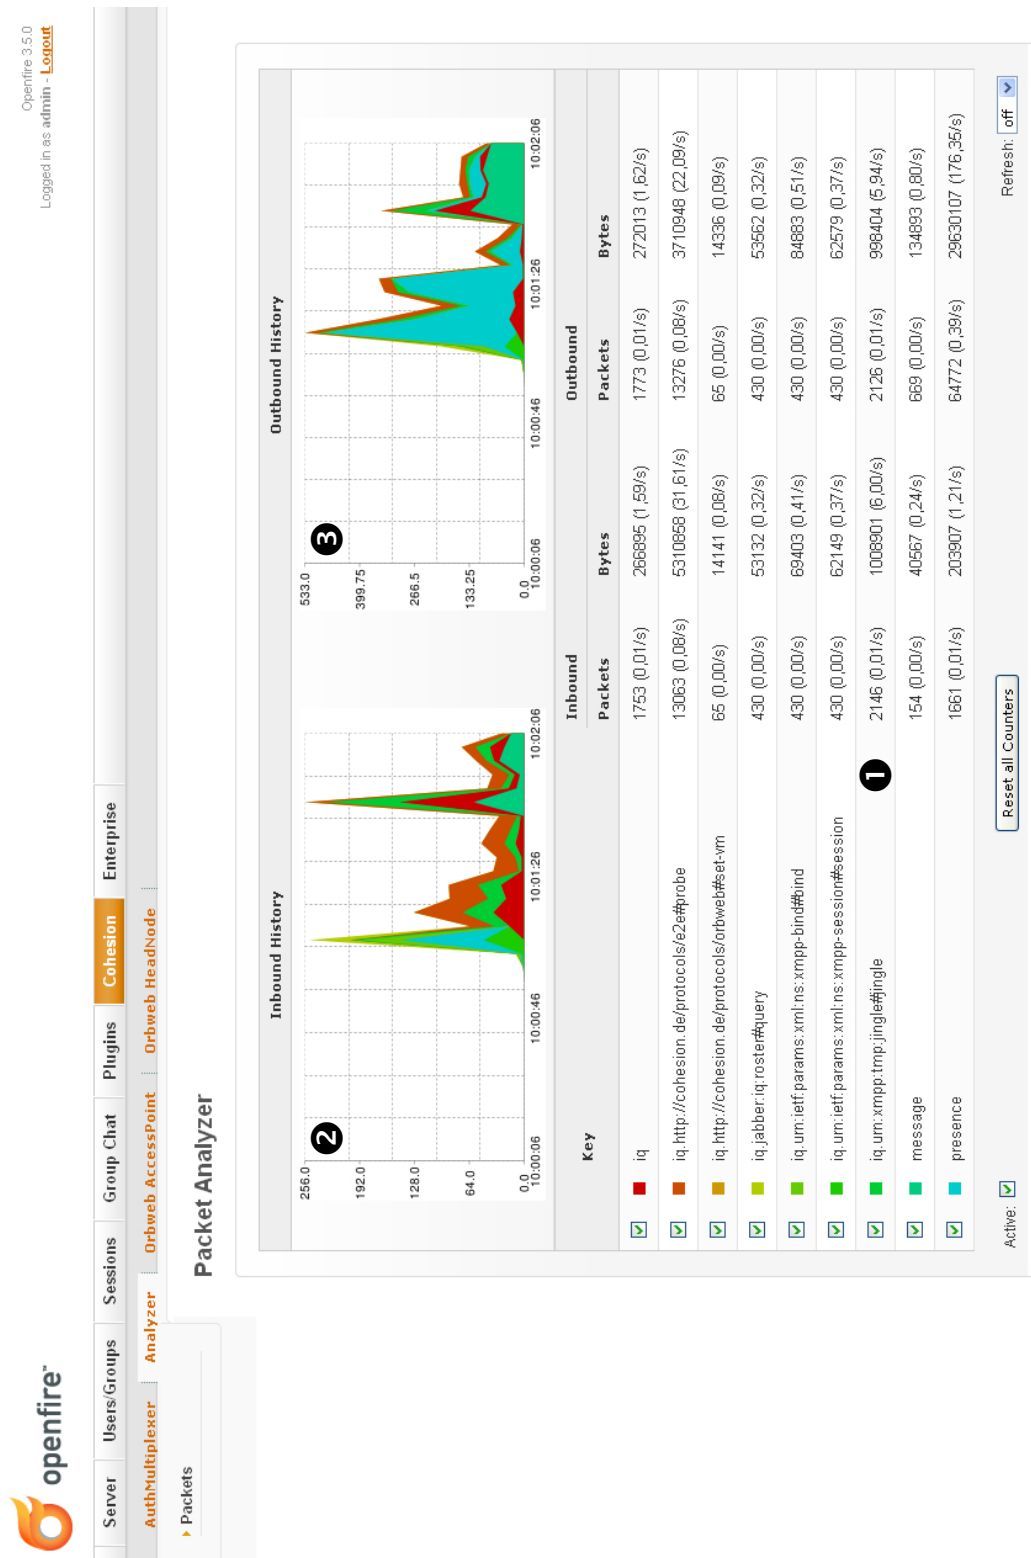 openfire™
Openfire 3.5.0
Logged in as admin - Logout
Server Users/Groups Sessions Group Chat Plugins Cohesion Enterprise
AuthMultiplexer Analyzer Orbweb AccessPoint Orbweb HeadNode
Packets
Packet Analyzer
Inbound History Outbound History
2 3
256.0 533.0
192.0 399.75
128.0 266.5
64.0 133.25
0.0 0.0
10:00:06 10:00:46 10:01:26 10:02:06 10:00:06 10:00:46 10:01:26 10:02:06
Key Inbound Outbound
Packets Bytes Packets Bytes
iq 1753 (0,01/s) 266895 (1,59/s) 1773 (0,01/s) 272013 (1,62/s)
iq.http://cohesion.de/protocols/e2e#probe 13063 (0,08/s) 5310858 (31,61/s) 13276 (0,08/s) 3710948 (22,09/s)
iq.http://cohesion.de/protocols/orbweb#set-vm 65 (0,00/s) 14141 (0,08/s) 65 (0,00/s) 14336 (0,09/s)
iq.jabber:iq:roster#query 430 (0,00/s) 53132 (0,32/s) 430 (0,00/s) 53562 (0,32/s)
iq.urn:ietf:params:xml:ns:xmpp-bind#bind 430 (0,00/s) 69403 (0,41/s) 430 (0,00/s) 84883 (0,51/s)
iq.urn:ietf:params:xml:ns:xmpp-session#session 430 (0,00/s) 62149 (0,37/s) 430 (0,00/s) 62579 (0,37/s)
iq.urn:xmpp:tmp:jingle#jingle 1 2146 (0,01/s) 1008901 (6,00/s) 2126 (0,01/s) 998404 (5,94/s)
message 154 (0,00/s) 40567 (0,24/s) 669 (0,00/s) 134893 (0,80/s)
presence 1661 (0,01/s) 203907 (1,21/s) 64772 (0,39/s) 29630107 (176,35/s)
Active: Reset all Counters Refresh: off